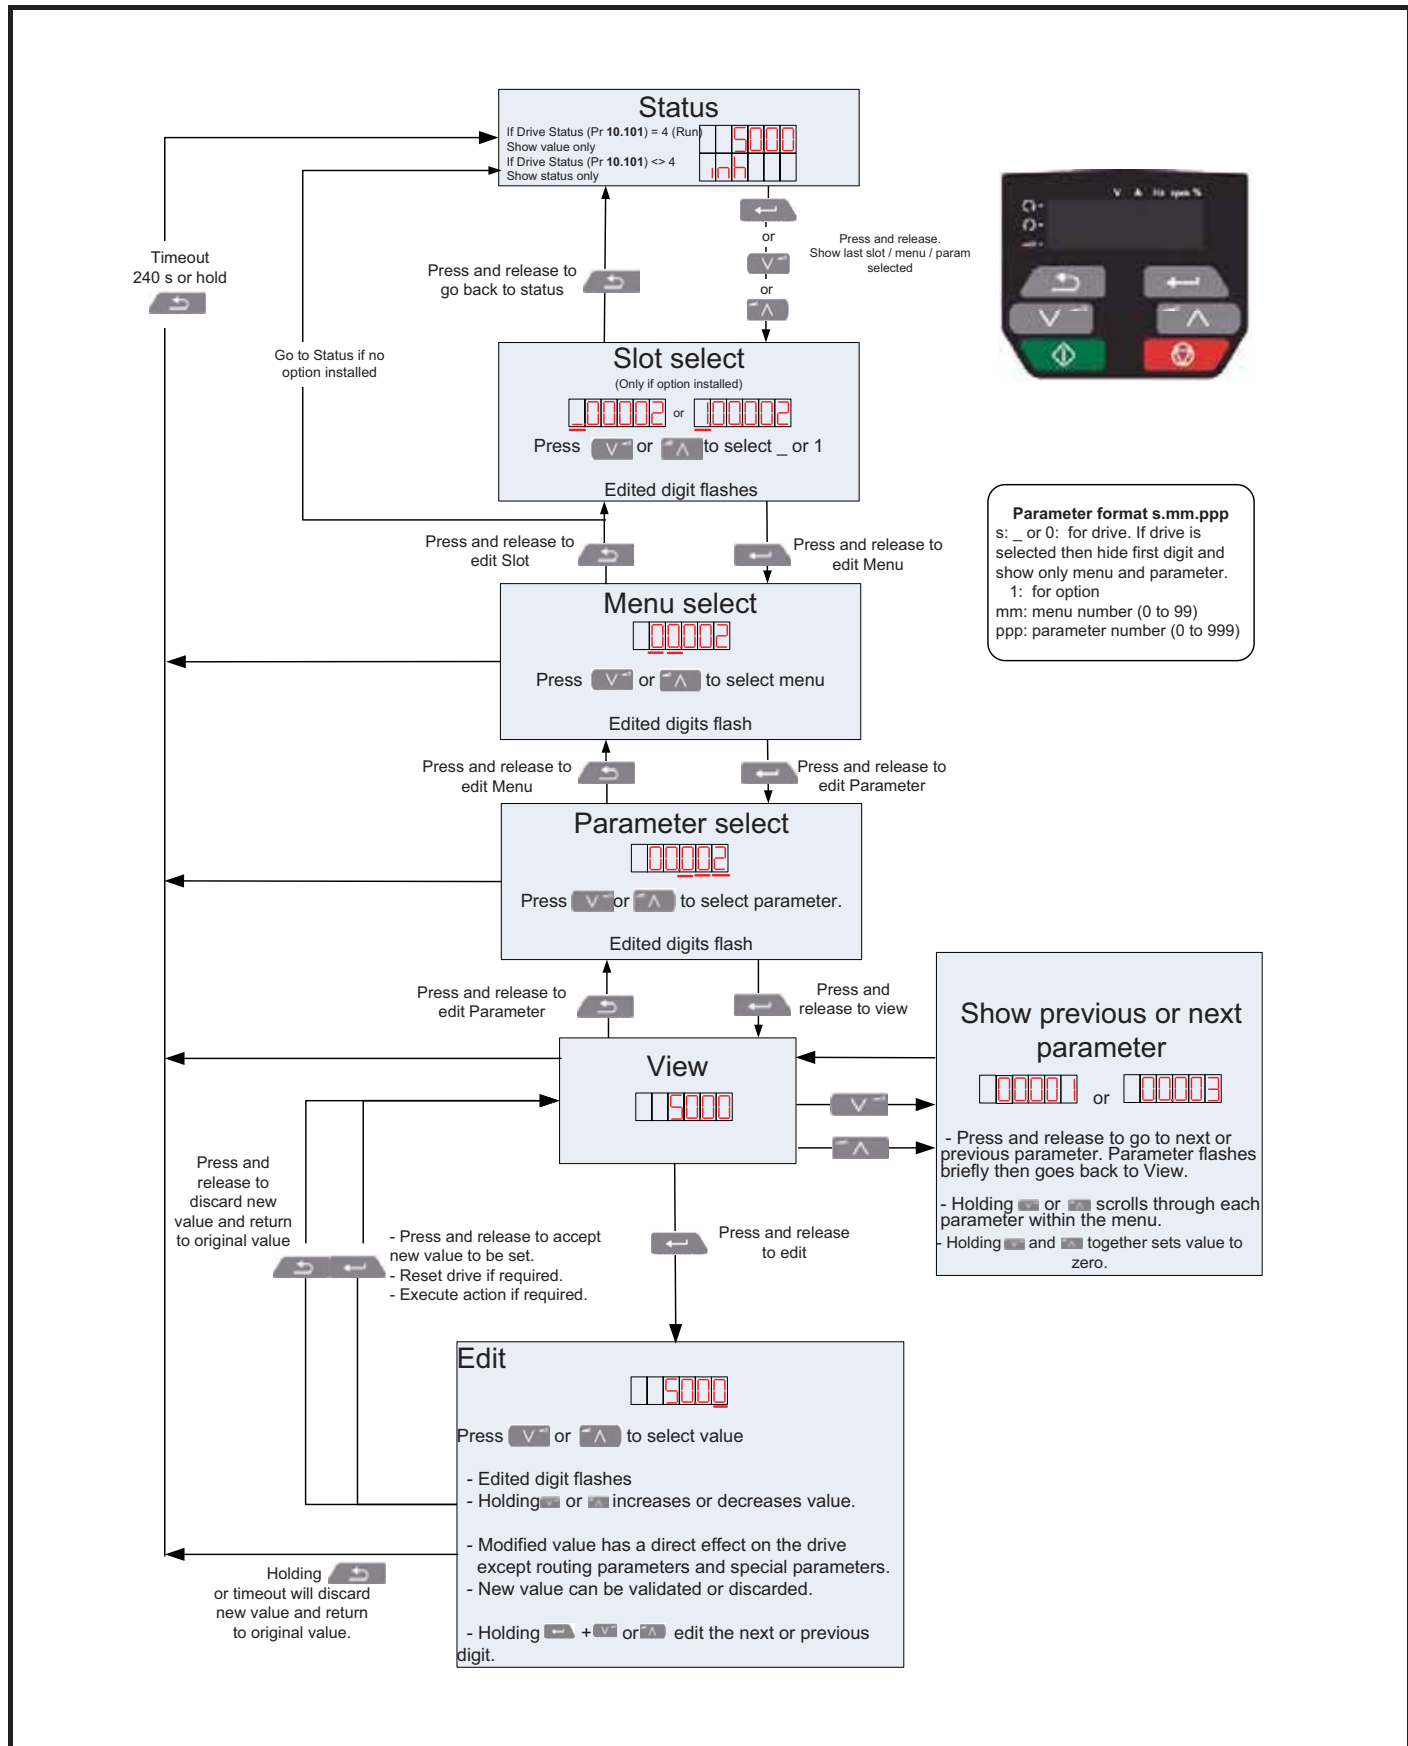 Status
If Drive Status (Pr 10.101) = 4 (Run)
Show value only
If Drive Status (Pr 10.101) <> 4
Show status only
5000
inh
V A Hz rpm %
Timeout
240 s or hold
Press and release to
go back to status
or
or
Press and release.
Show last slot / menu / param
selected
Go to Status if no
option installed
Slot select
(Only if option installed)
_00002 or 100002
Press or to select _ or 1
Edited digit flashes
Parameter format s.mm.ppp
s: _ or 0: for drive. If drive is
selected then hide first digit and
show only menu and parameter.
1: for option
mm: menu number (0 to 99)
ppp: parameter number (0 to 999)
Press and release to
edit Slot
Press and release to
edit Menu
Menu select
00002
Press or to select menu
Edited digits flash
Press and release to
edit Menu
Press and release to
edit Parameter
Parameter select
00002
Press or to select parameter.
Edited digits flash
Press and release to
edit Parameter
Press and
release to view
View
5000
Show previous or next
parameter
00001 or 00003
- Press and release to go to next or
previous parameter. Parameter flashes
briefly then goes back to View.
- Holding or scrolls through each
parameter within the menu.
- Holding and together sets value to
zero.
Press and
release to
discard new
value and return
to original value
- Press and release to accept
new value to be set.
- Reset drive if required.
- Execute action if required.
Press and release
to edit
Edit
5000
Press or to select value
- Edited digit flashes
- Holding or increases or decreases value.
- Modified value has a direct effect on the drive
except routing parameters and special parameters.
- New value can be validated or discarded.
- Holding + or edit the next or previous
digit.
Holding
or timeout will discard
new value and return
to original value.